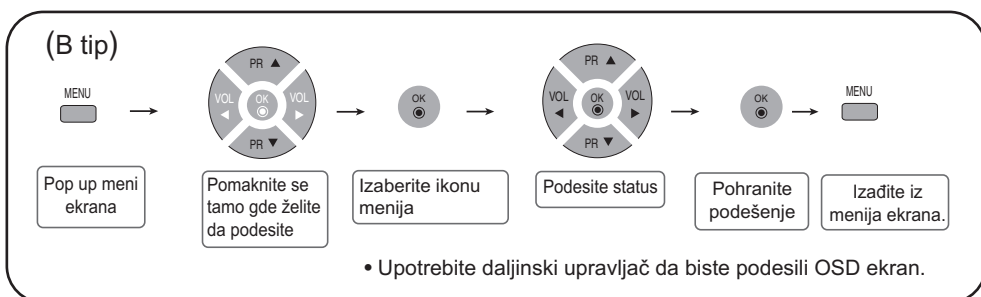 (B tip)
MENU
PR ▲
VOL ◀ OK VOL ▶
PR ▼
OK
PR ▲
VOL ◀ OK VOL ▶
PR ▼
OK
MENU
Pop up meni
ekrana
Pomaknite se
tamo gde želite
da podesite
Izaberite ikonu
menija
Podesite status
Pohranite
podešenje
Izađite iz
menija ekrana.
• Upotrebite daljinski upravljač da biste podesili OSD ekran.